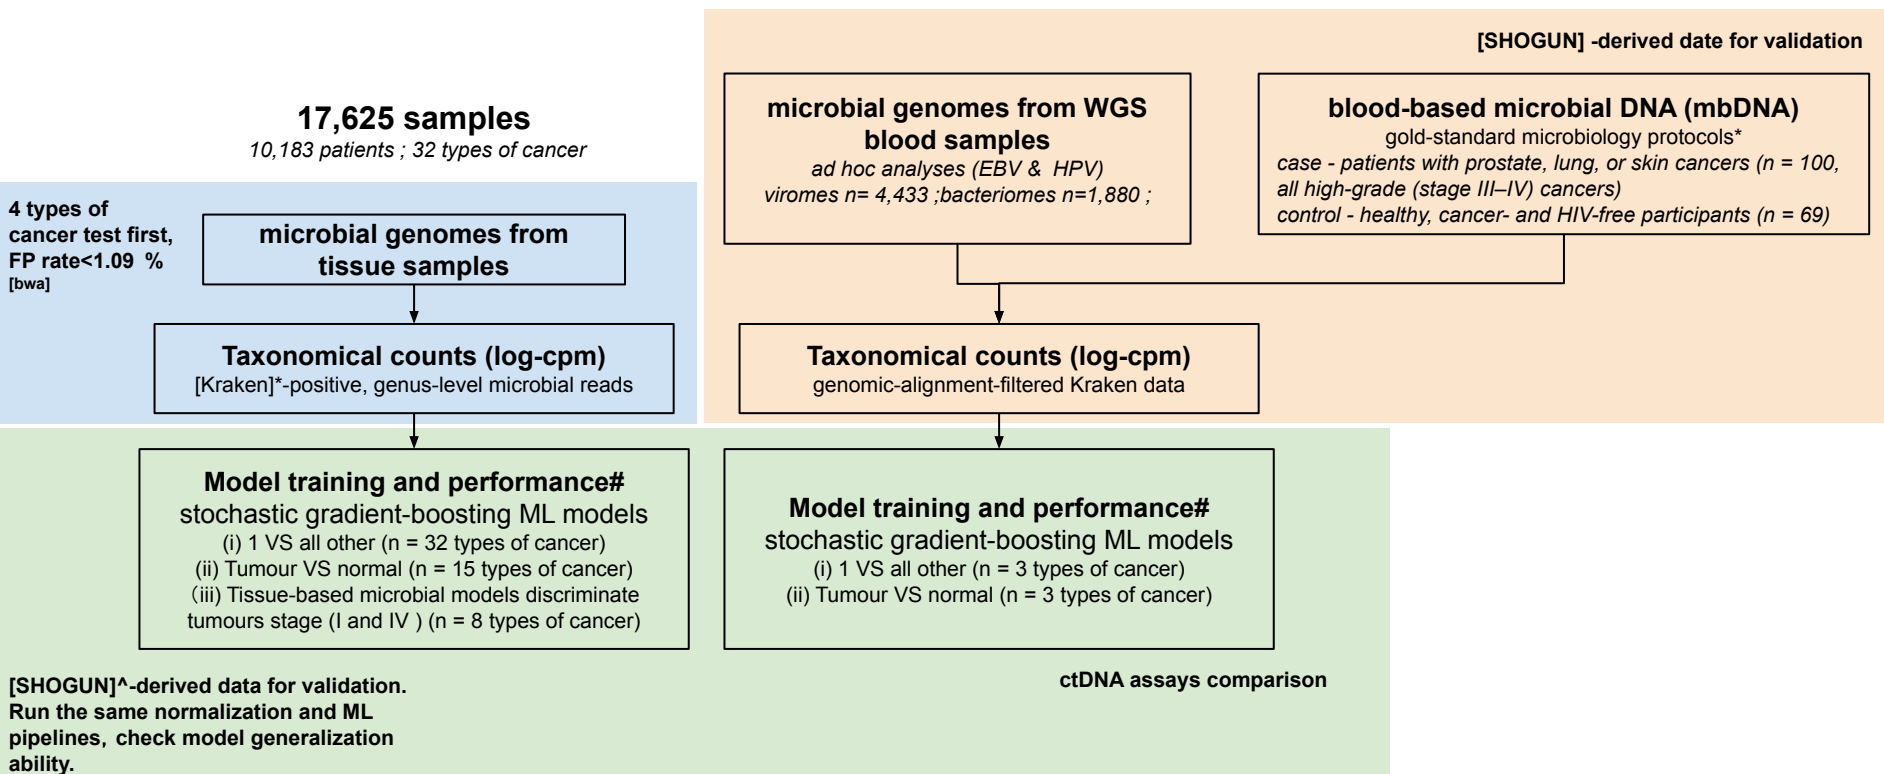 [SHOGUN] -derived date for validation
17,625 samples
10,183 patients ; 32 types of cancer
microbial genomes from WGS
blood samples
ad hoc analyses (EBV & HPV)
viromes n= 4,433 ;bacteriomes n=1,880 ;
blood-based microbial DNA (mbDNA)
gold-standard microbiology protocols*
case - patients with prostate, lung, or skin cancers (n = 100,
all high-grade (stage III–IV) cancers)
control - healthy, cancer- and HIV-free participants (n = 69)
4 types of
cancer test first,
FP rate<1.09 %
[bwa]
microbial genomes from
tissue samples
Taxonomical counts (log-cpm)
[Kraken]*-positive, genus-level microbial reads
Taxonomical counts (log-cpm)
genomic-alignment-filtered Kraken data
Model training and performance#
stochastic gradient-boosting ML models
(i) 1 VS all other (n = 32 types of cancer)
(ii) Tumour VS normal (n = 15 types of cancer)
（iii) Tissue-based microbial models discriminate
tumours stage (I and IV ) (n = 8 types of cancer)
Model training and performance#
stochastic gradient-boosting ML models
(i) 1 VS all other (n = 3 types of cancer)
(ii) Tumour VS normal (n = 3 types of cancer)
[SHOGUN]^-derived data for validation.
Run the same normalization and ML
pipelines, check model generalization
ability.
ctDNA assays comparison